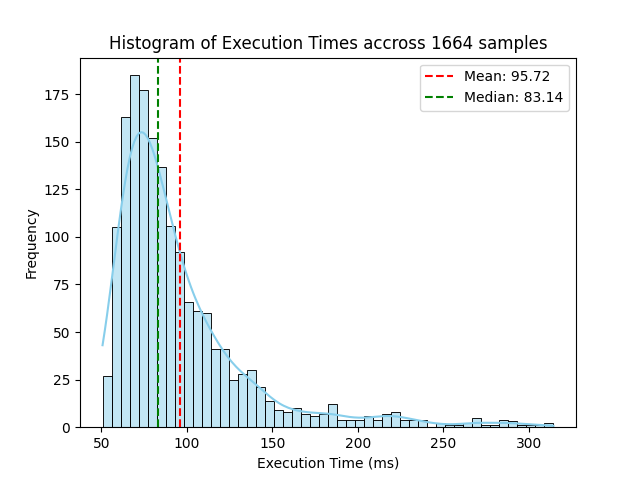 Histogram of Execution Times accross 1664 samples
Mean: 95.72
Median: 83.14
175
150
125
100
75
50
25
0
Frequency
50 100 150 200 250 300
Execution Time (ms)